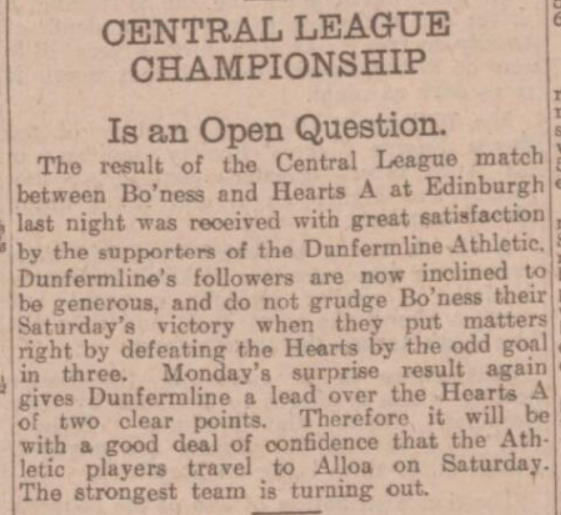 CENTRAL LEAGUE
CHAMPIONSHIP
Is an Open Question.
The result of the Central League match
between Bo'ness and Hearts A at Edinburgh
last night was received with great satisfaction
by the supporters of the Dunfermline Athletic.
Dunfermline's followers are now inclined to
be generous, and do not grudge Bo'ness their
Saturday's victory when they put matters
right by defeating the Hearts by the odd goal
in three. Monday's surprise result again
gives Dunfermline a lead over the Hearts A
of two clear points. Therefore it will be
with a good deal of confidence that the Ath-
letic players travel to Alloa on Saturday.
The strongest team is turning out.